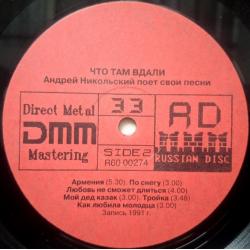 ЧТО ТАМ ВДАЛИ
Андрей Никольский поет свои песни
Direct Metal
DMM
Mastering
33
SIDE 2
R60 00274
RD
RUSSIAN DISC
Армения (5.30). По снегу (3.00)
Любовь не сможет длиться (4.00)
Мой дед казак (3.00). Тройка (3.48)
Как любила молодца (3.00)
Запись 1991 г.